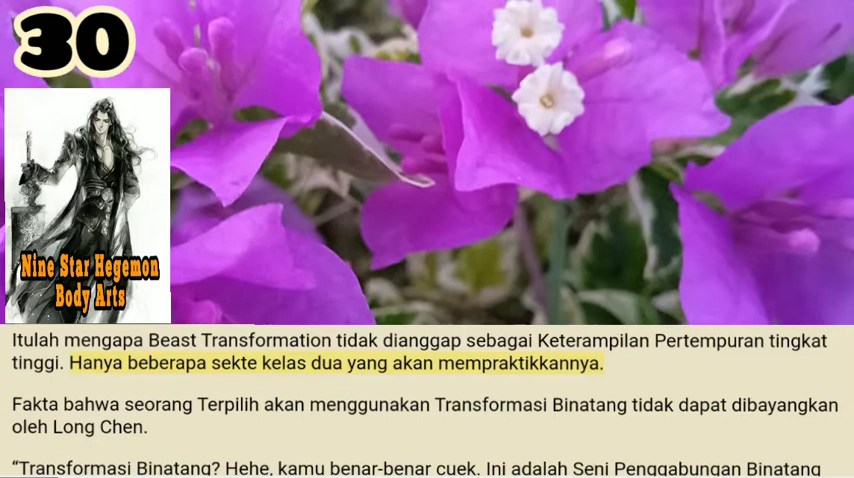 30
Nine Star Hegemon
Body Arts
Itulah mengapa Beast Transformation tidak dianggap sebagai Keterampilan Pertempuran tingkat
tinggi. Hanya beberapa sekte kelas dua yang akan mempraktikkannya.
Fakta bahwa seorang Terpilih akan menggunakan Transformasi Binatang tidak dapat dibayangkan
oleh Long Chen.
“Transformasi Binatang? Hehe, kamu benar-benar cuek. Ini adalah Seni Penggabungan Binatang